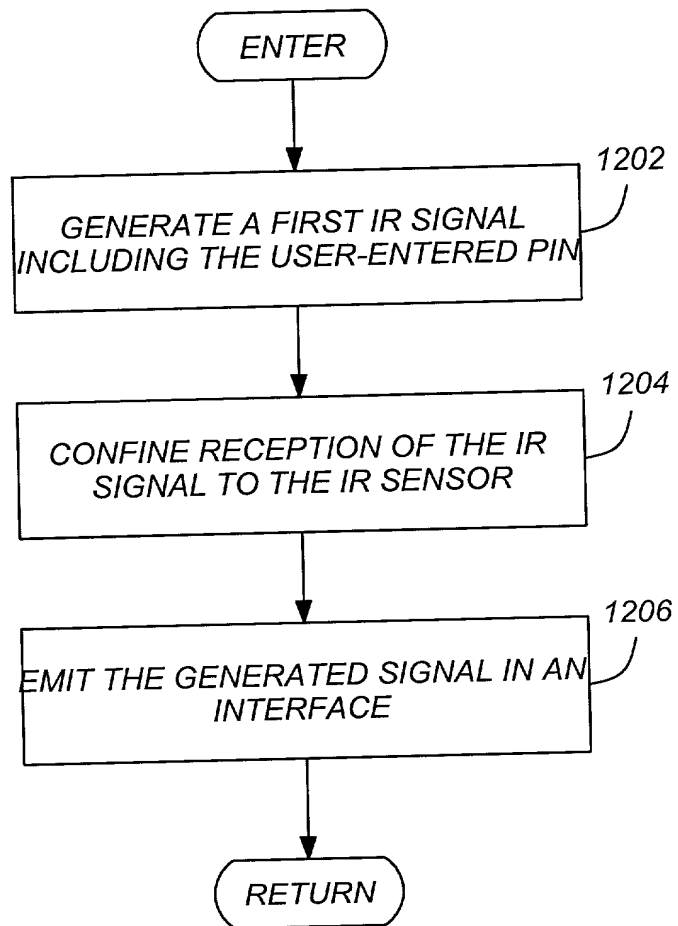 ENTER
1202
GENERATE A FIRST IR SIGNAL
INCLUDING THE USER-ENTERED PIN
1204
CONFINE RECEPTION OF THE IR
SIGNAL TO THE IR SENSOR
1206
EMIT THE GENERATED SIGNAL IN AN
INTERFACE
RETURN